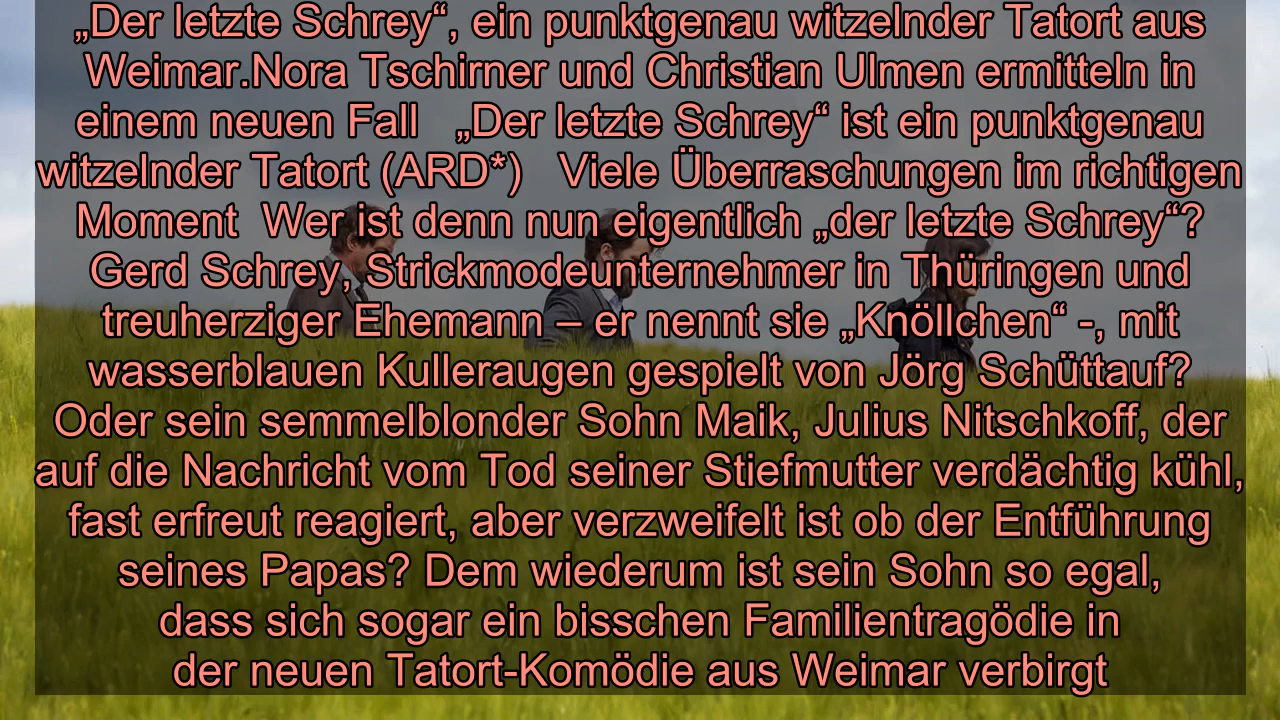 „Der letzte Schrey“, ein punktgenau witzelnder Tatort aus
Weimar.Nora Tschirner und Christian Ulmen ermitteln in
einem neuen Fall „Der letzte Schrey“ ist ein punktgenau
witzelnder Tatort (ARD*) Viele Überraschungen im richtigen
Moment Wer ist denn nun eigentlich „der letzte Schrey“?
Gerd Schrey, Strickmodeunternehmer in Thüringen und
treuherziger Ehemann – er nennt sie „Knöllchen“ -, mit
wasserblauen Kulleraugen gespielt von Jörg Schüttauf?
Oder sein semmelblonder Sohn Maik, Julius Nitschkoff, der
auf die Nachricht vom Tod seiner Stiefmutter verdächtig kühl,
fast erfreut reagiert, aber verzweifelt ist ob der Entführung
seines Papas? Dem wiederum ist sein Sohn so egal,
dass sich sogar ein bisschen Familientragödie in
der neuen Tatort-Komödie aus Weimar verbirgt